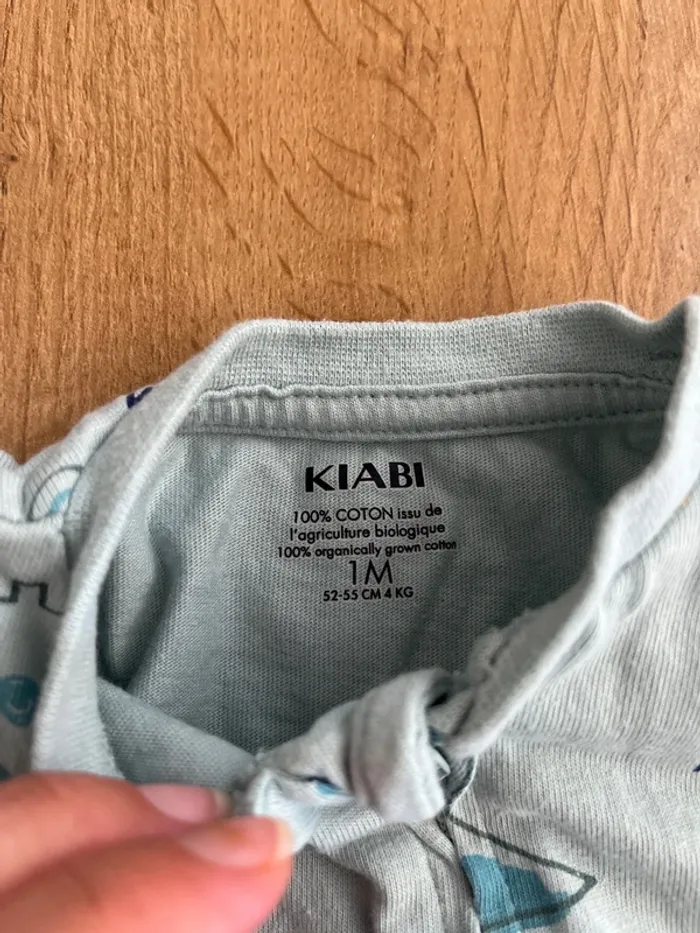 KIABI
100% COTON issu de
l'agriculture biologique
100% organically grown cotton
1M
52-55 CM 4 KG